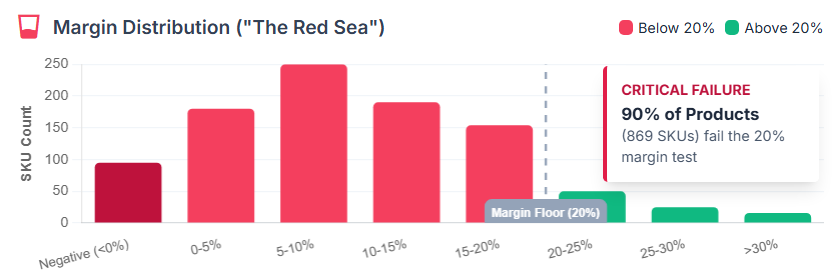 Margin Distribution ("The Red Sea")
Below 20% Above 20%
CRITICAL FAILURE
90% of Products
(869 SKUs) fail the 20%
margin test
SKU Count
250
200
150
100
50
0
Margin Floor (20%)
Negative (<0%) 0-5% 5-10% 10-15% 15-20% 20-25% 25-30% >30%